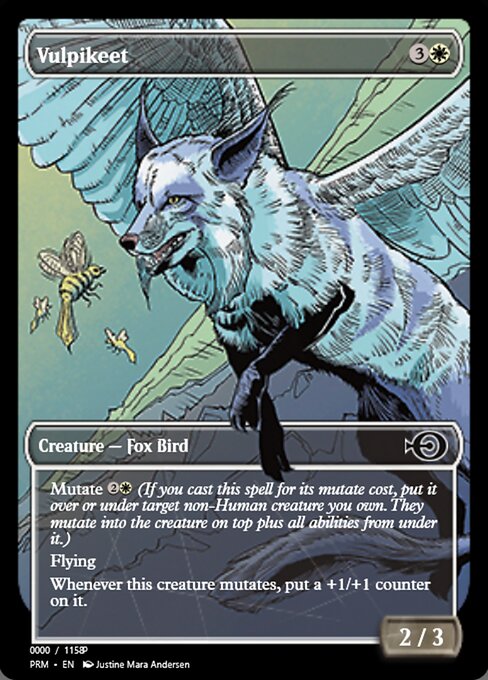 Vulpikeet 3
Creature — Fox Bird
Mutate 2 (If you cast this spell for its mutate cost, put it
over or under target non-Human creature you own. They
mutate into the creature on top plus all abilities from under
it.)
Flying
Whenever this creature mutates, put a +1/+1 counter
on it.
2 / 3
0000 / 1158P
PRM • EN Justine Mara Andersen